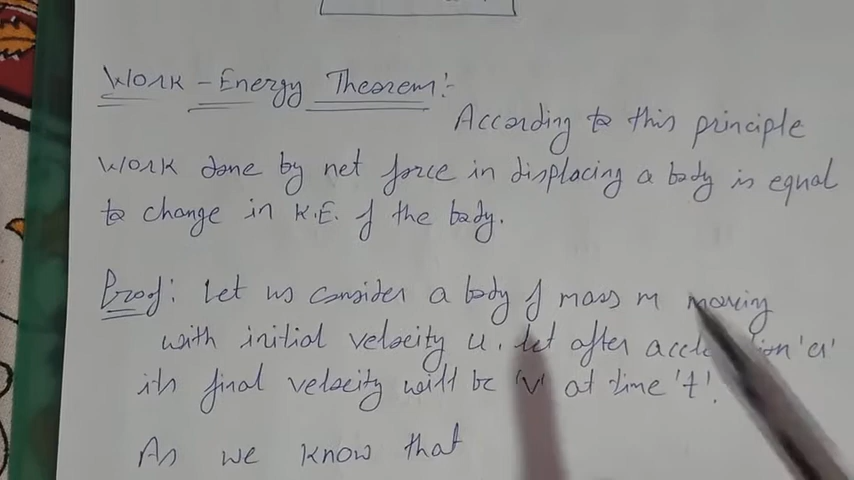 Work - Energy Theorem:-
According to this principle
Work done by net force in displacing a body is equal
to change in K.E. of the body.
Proof: Let us consider a body of mass m moving
with initial velocity u. let after 'a'
its final velocity will be 'v' at time 't'.
As we know that